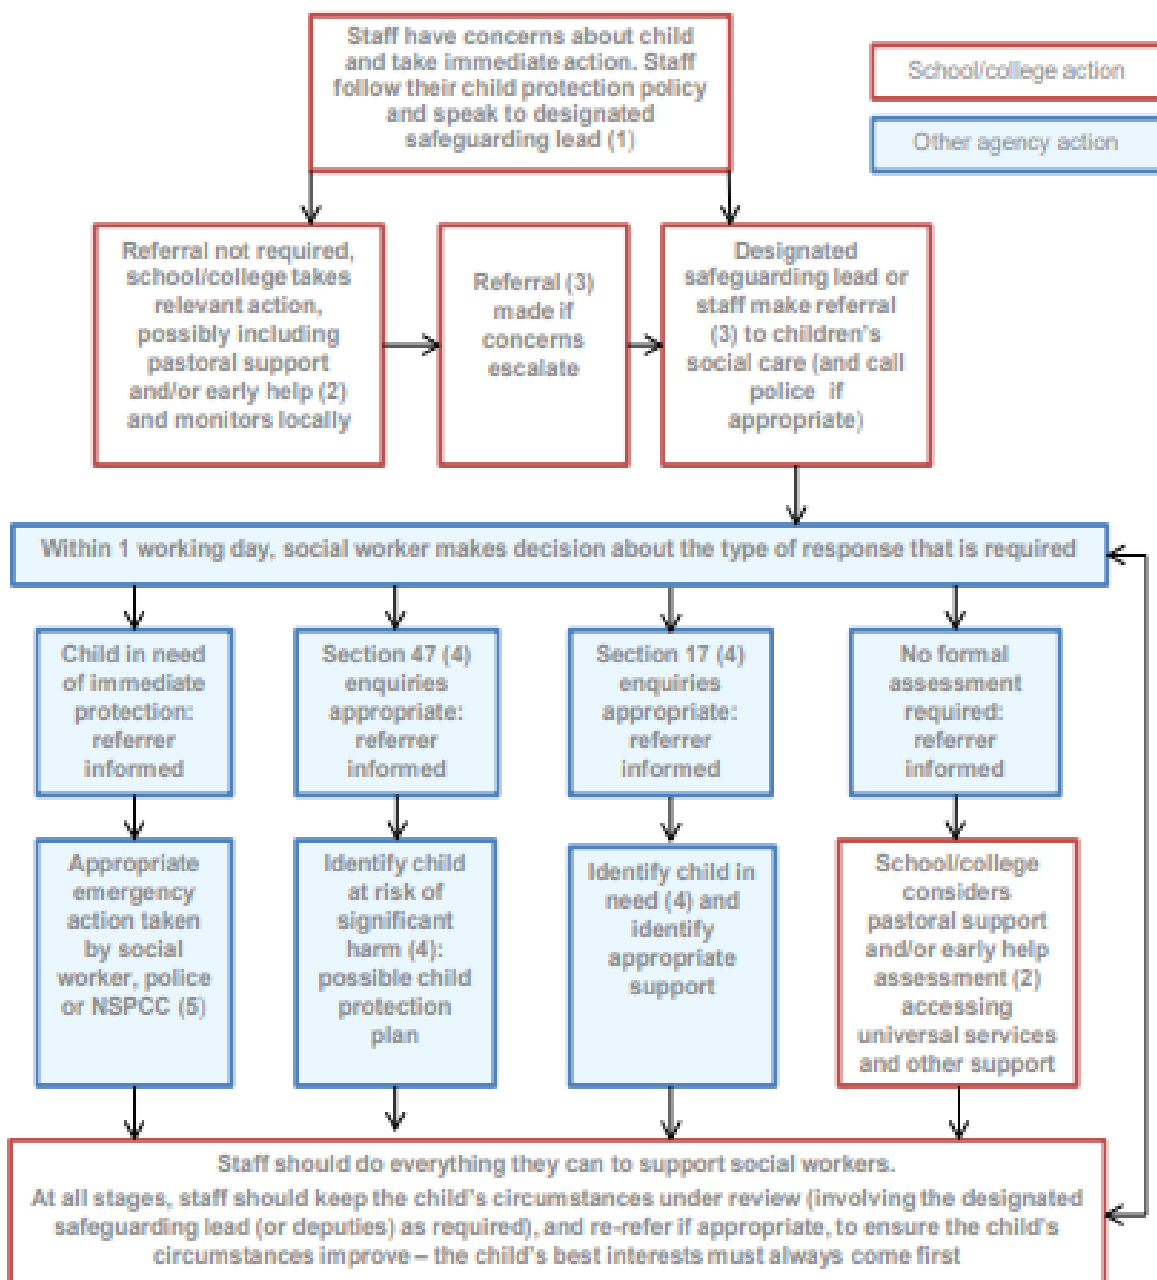 Staff have concerns about child
and take immediate action. Staff
follow their child protection policy
and speak to designated
safeguarding lead (1)
School/college action
Other agency action
Referral not required,
school/college takes
relevant action,
possibly including
pastoral support
and/or early help (2)
and monitors locally
Referral (3)
made if
concerns
escalate
Designated
safeguarding lead or
staff make referral
(3) to children's
social care (and call
police if
appropriate)
Within 1 working day, social worker makes decision about the type of response that is required
Child in need
of immediate
protection:
referrer
informed
Section 47 (4)
enquiries
appropriate:
referrer
informed
Section 17 (4)
enquiries
appropriate:
referrer
informed
No formal
assessment
required:
referrer
informed
Appropriate
emergency
action taken
by social
worker, police
or NSPCC (5)
Identify child
at risk of
significant
harm (4):
possible child
protection
plan
Identify child in
need (4) and
identify
appropriate
support
School/college
considers
pastoral support
and/or early help
assessment (2)
accessing
universal services
and other support
Staff should do everything they can to support social workers.
At all stages, staff should keep the child's circumstances under review (involving the designated
safeguarding lead (or deputies) as required), and re-refer if appropriate, to ensure the child's
circumstances improve – the child's best interests must always come first